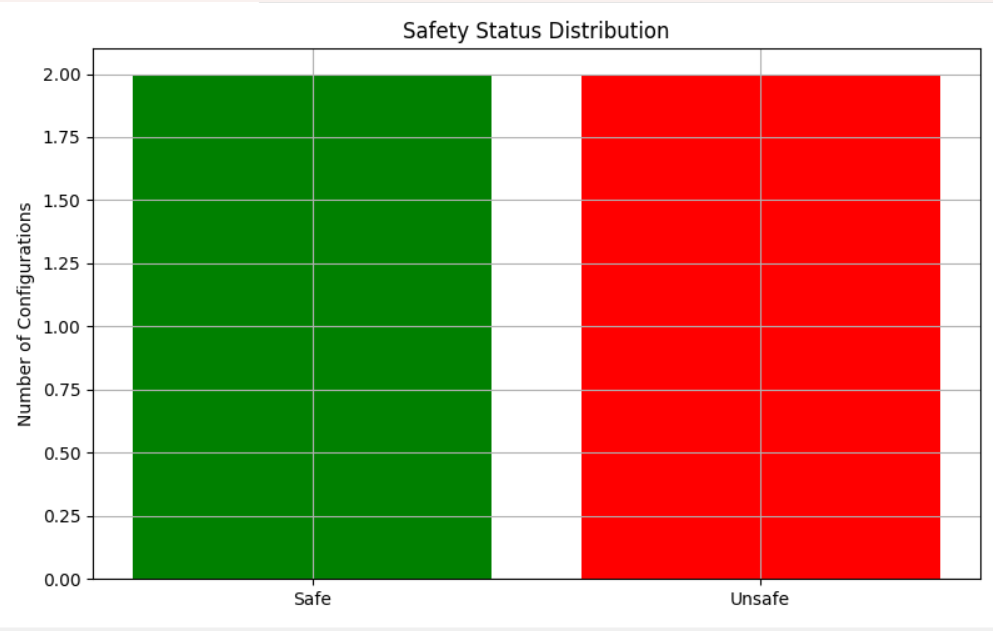 Safety Status Distribution
Number of Configurations
2.00
1.75
1.50
1.25
1.00
0.75
0.50
0.25
0.00
Safe
Unsafe